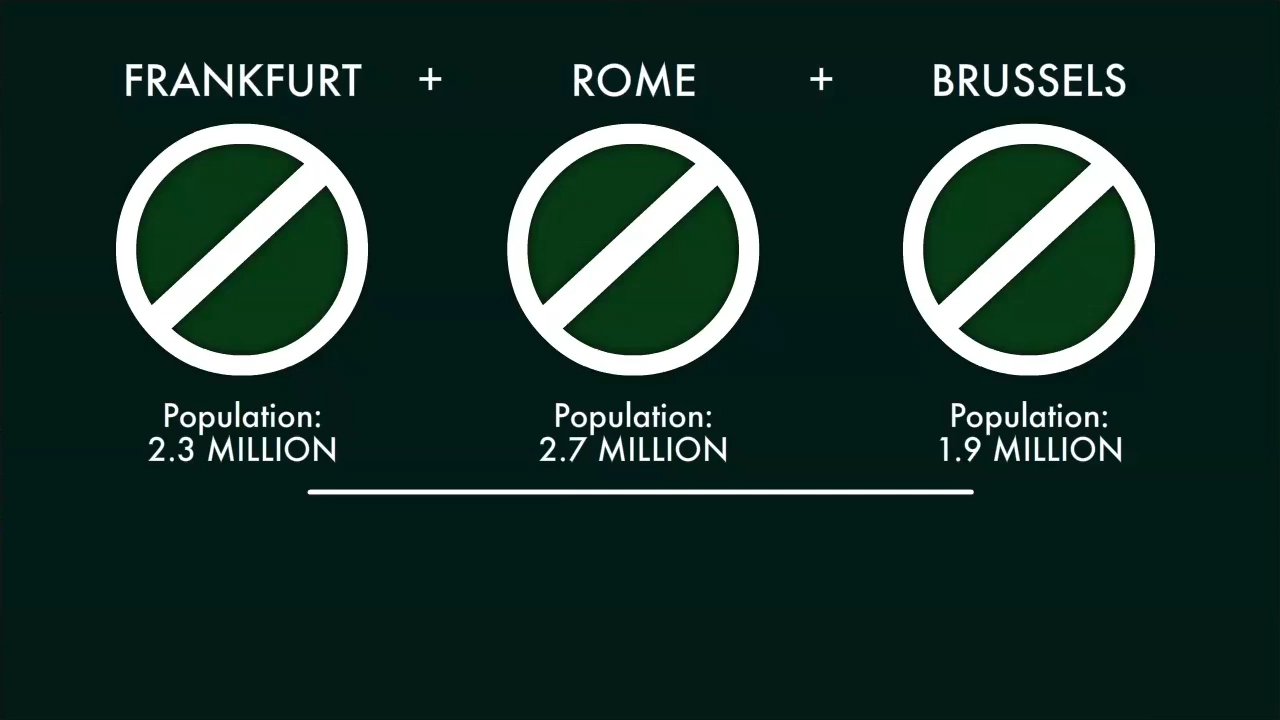 FRANKFURT + ROME + BRUSSELS
Population: Population: Population:
2.3 MILLION 2.7 MILLION 1.9 MILLION